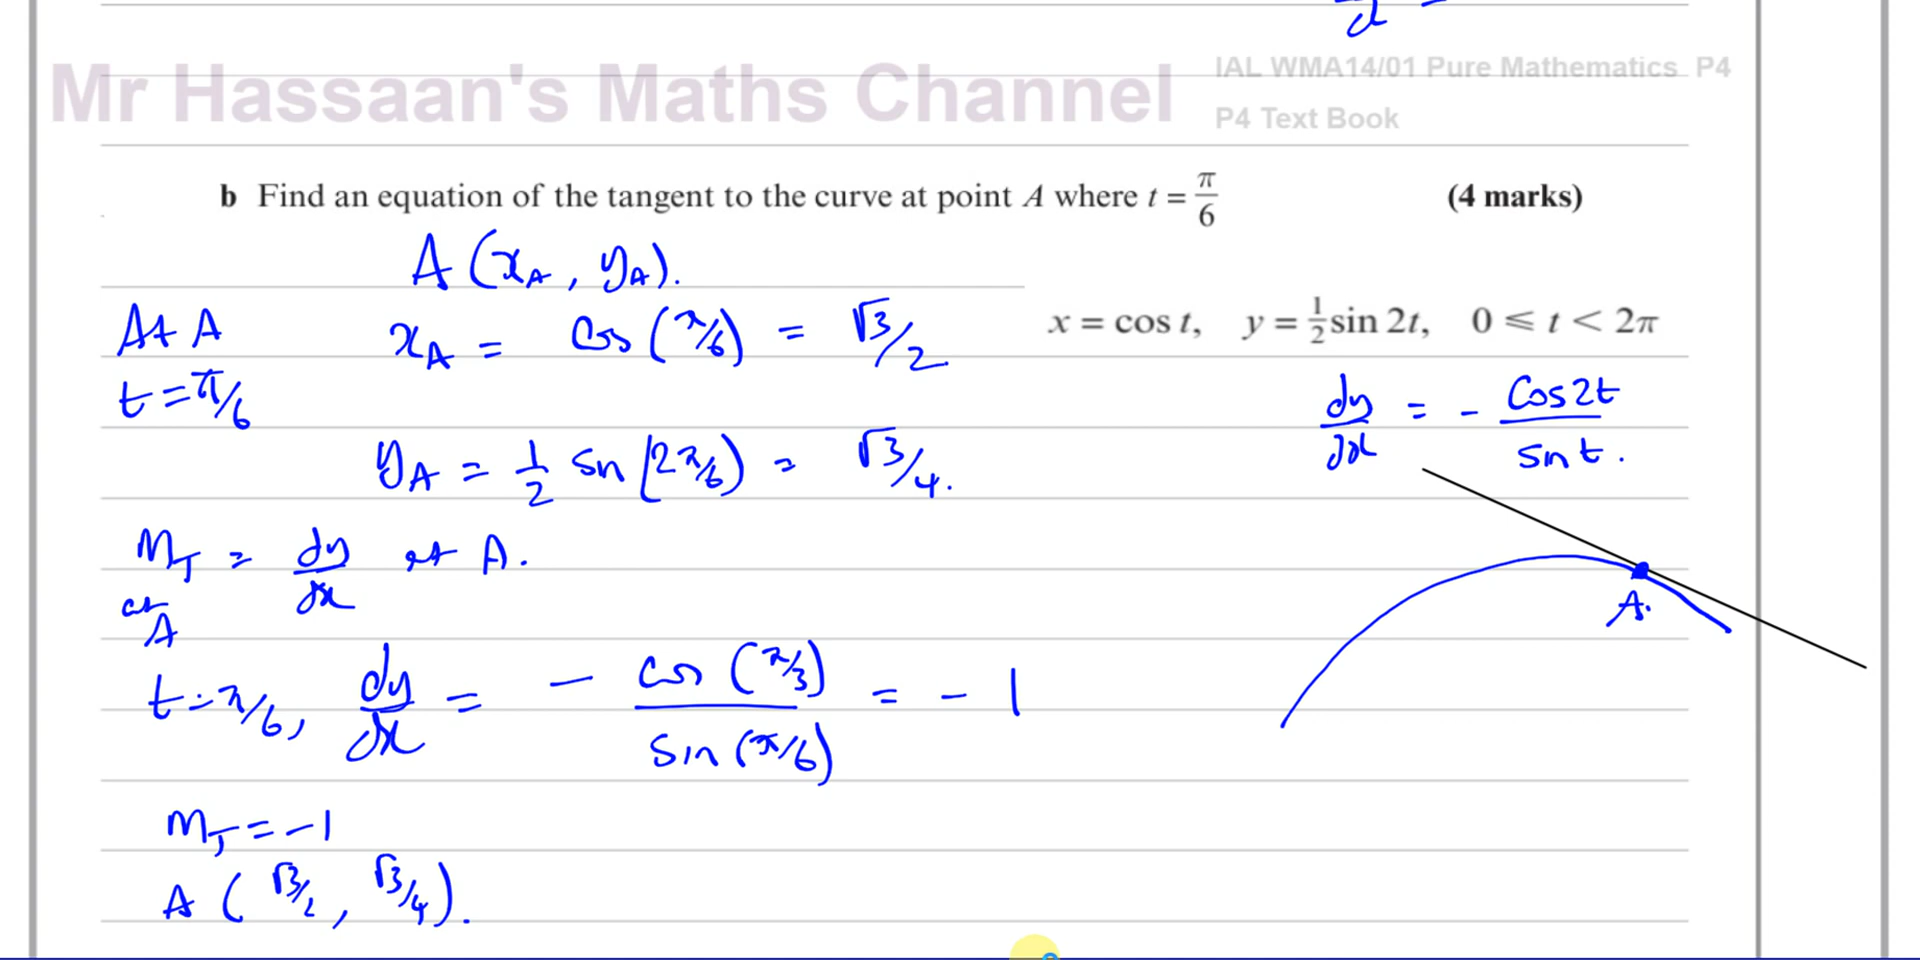 d
Mr Hassaan's Maths Channel
IAL WMA14/01 Pure Mathematics P4
P4 Text Book
b Find an equation of the tangent to the curve at point A where t = π/6 (4 marks)
A (x_A , y_A).
At A x_A = Cos (π/6) = √3/2
x = cos t, y = ½ sin 2t, 0 ⩽ t < 2π
t = π/6
dy/dx = - Cos2t/sin t .
y_A = 1/2 sin (2π/6) = √3/4.
M_T = dy/dx at A.
at A
A.
t = π/6, dy/dx = - cos (π/3)/sin (π/6) = - 1
M_T = -1
A ( √3/2 , √3/4 ).